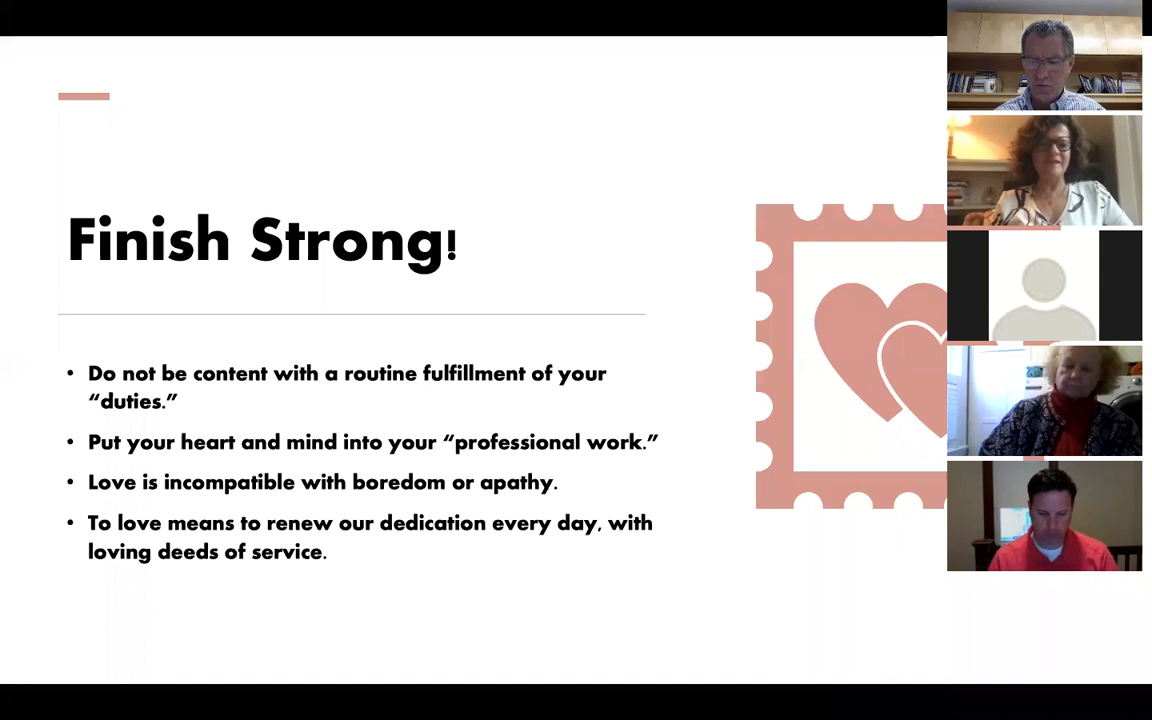 Finish Strong!
• Do not be content with a routine fulfillment of your
“duties.”
• Put your heart and mind into your “professional work.”
• Love is incompatible with boredom or apathy.
• To love means to renew our dedication every day, with
loving deeds of service.